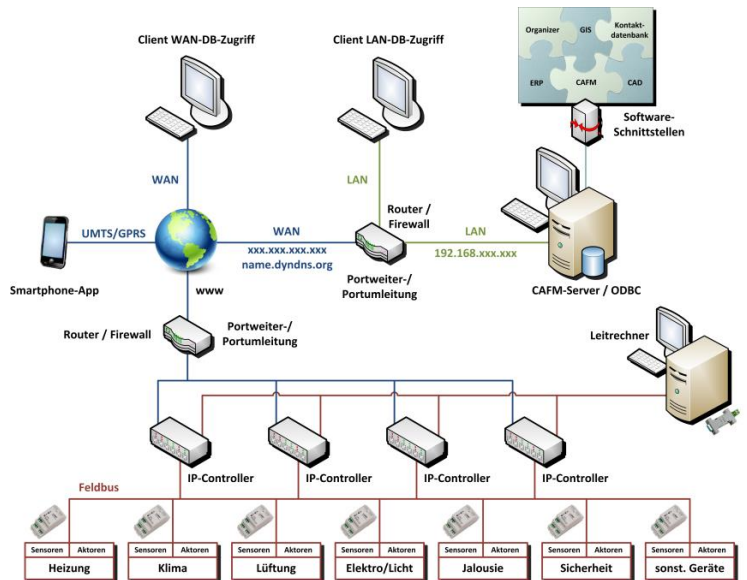 Client WAN-DB-Zugriff
Client LAN-DB-Zugriff
Organizer
GIS
Kontakt-
datenbank
ERP
CAFM
CAD
Software-
Schnittstellen
WAN
LAN
Router /
Firewall
UMTS/GPRS
WAN
xxx.xxx.xxx.xxx
name.dyndns.org
LAN
192.168.xxx.xxx
Smartphone-App
www
Portweiter-/
Portumleitung
CAFM-Server / ODBC
Router / Firewall
Portweiter-/
Portumleitung
Leitrechner
IP-Controller
IP-Controller
IP-Controller
IP-Controller
Feldbus
Sensoren Aktoren
Heizung
Sensoren Aktoren
Klima
Sensoren Aktoren
Lüftung
Sensoren Aktoren
Elektro/Licht
Sensoren Aktoren
Jalousie
Sensoren Aktoren
Sicherheit
Sensoren Aktoren
sonst. Geräte